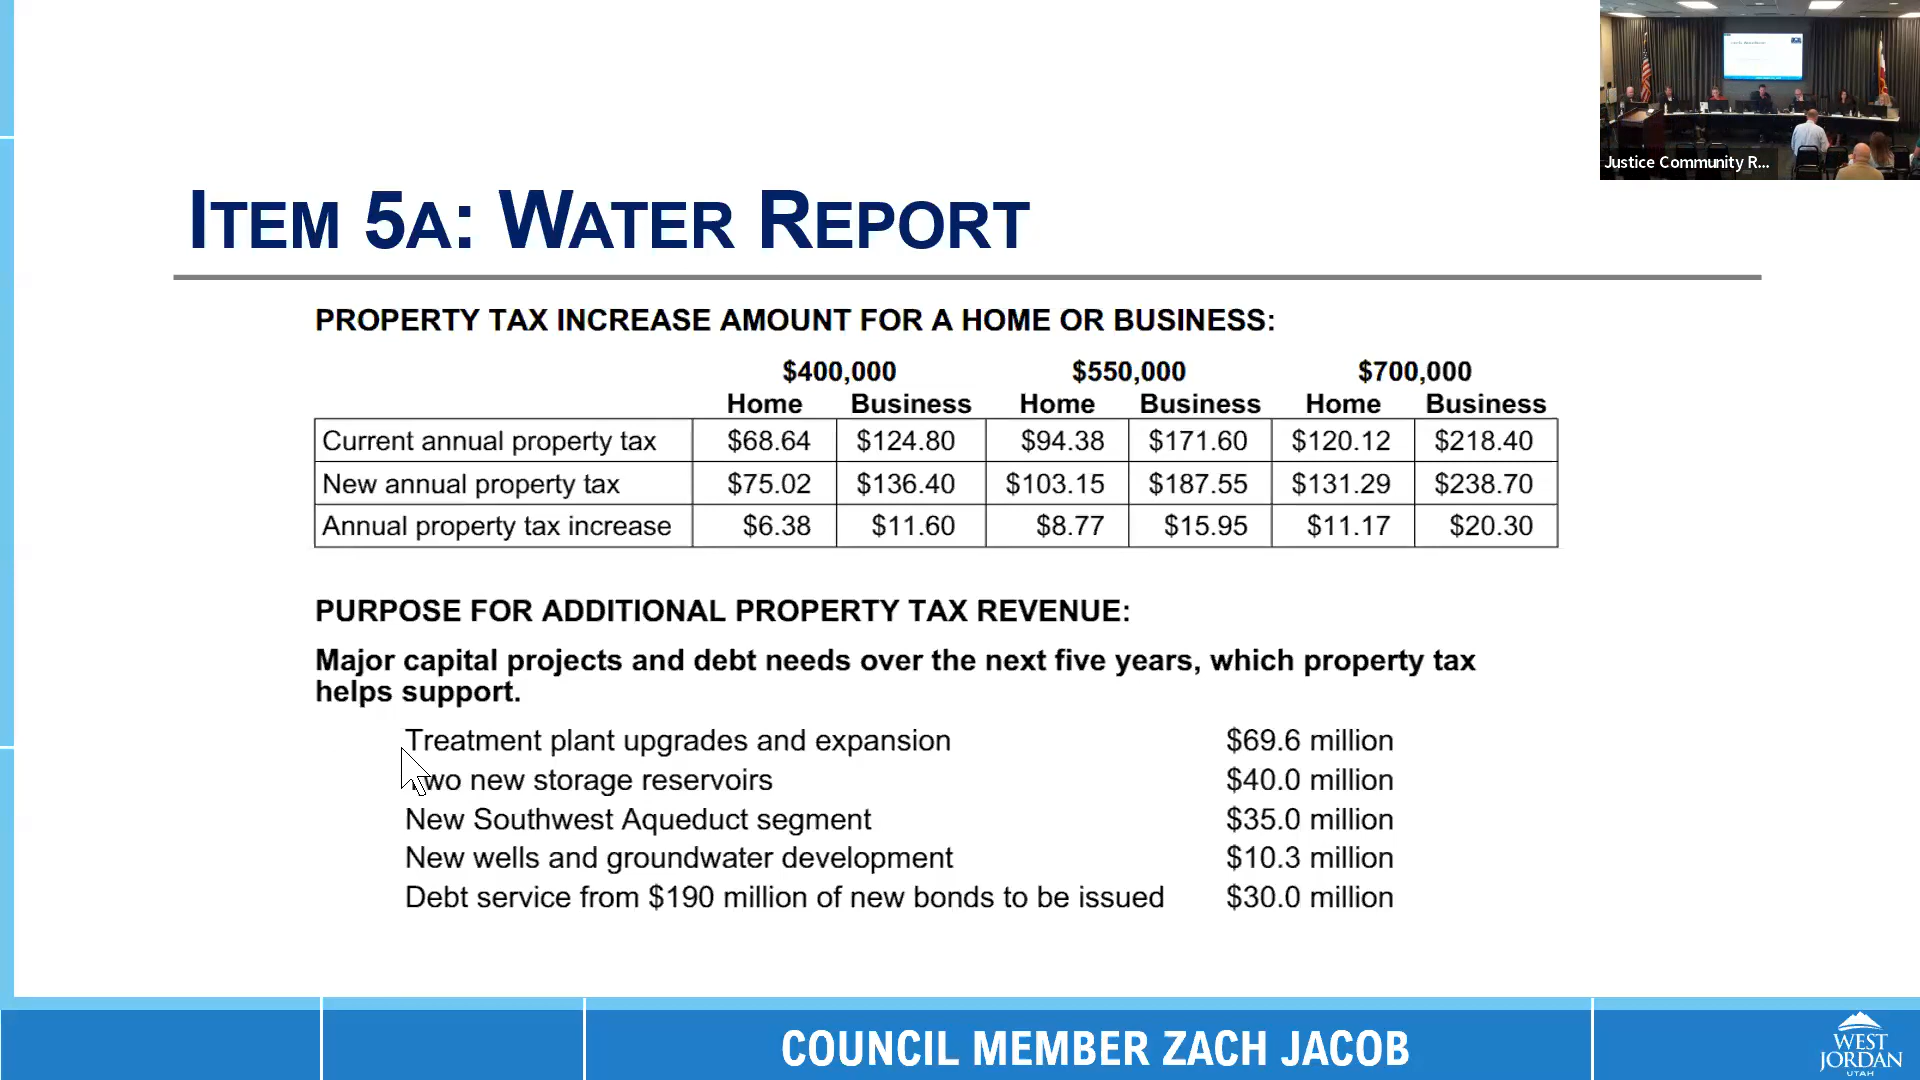 Justice Community R...
ITEM 5A: WATER REPORT
PROPERTY TAX INCREASE AMOUNT FOR A HOME OR BUSINESS:
$400,000 $550,000 $700,000
Home Business Home Business Home Business
Current annual property tax $68.64 $124.80 $94.38 $171.60 $120.12 $218.40
New annual property tax $75.02 $136.40 $103.15 $187.55 $131.29 $238.70
Annual property tax increase $6.38 $11.60 $8.77 $15.95 $11.17 $20.30
PURPOSE FOR ADDITIONAL PROPERTY TAX REVENUE:
Major capital projects and debt needs over the next five years, which property tax
helps support.
Treatment plant upgrades and expansion $69.6 million
Two new storage reservoirs $40.0 million
New Southwest Aqueduct segment $35.0 million
New wells and groundwater development $10.3 million
Debt service from $190 million of new bonds to be issued $30.0 million
COUNCIL MEMBER ZACH JACOB
WEST
JORDAN
UTAH